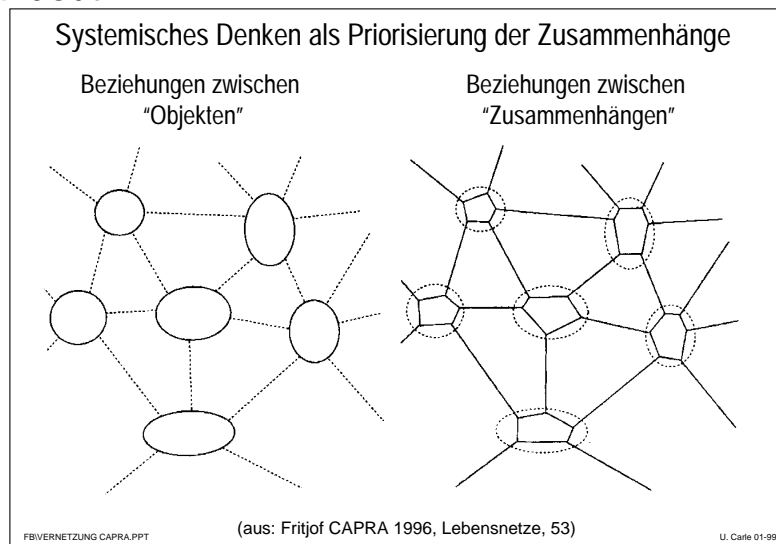 Systemisches Denken als Priorisierung der Zusammenhänge
Beziehungen zwischen
"Objekten"
Beziehungen zwischen
"Zusammenhängen"
(aus: Fritjof CAPRA 1996, Lebensnetze, 53)
FB\VERNETZUNG CAPRA.PPT
U. Carle 01-99